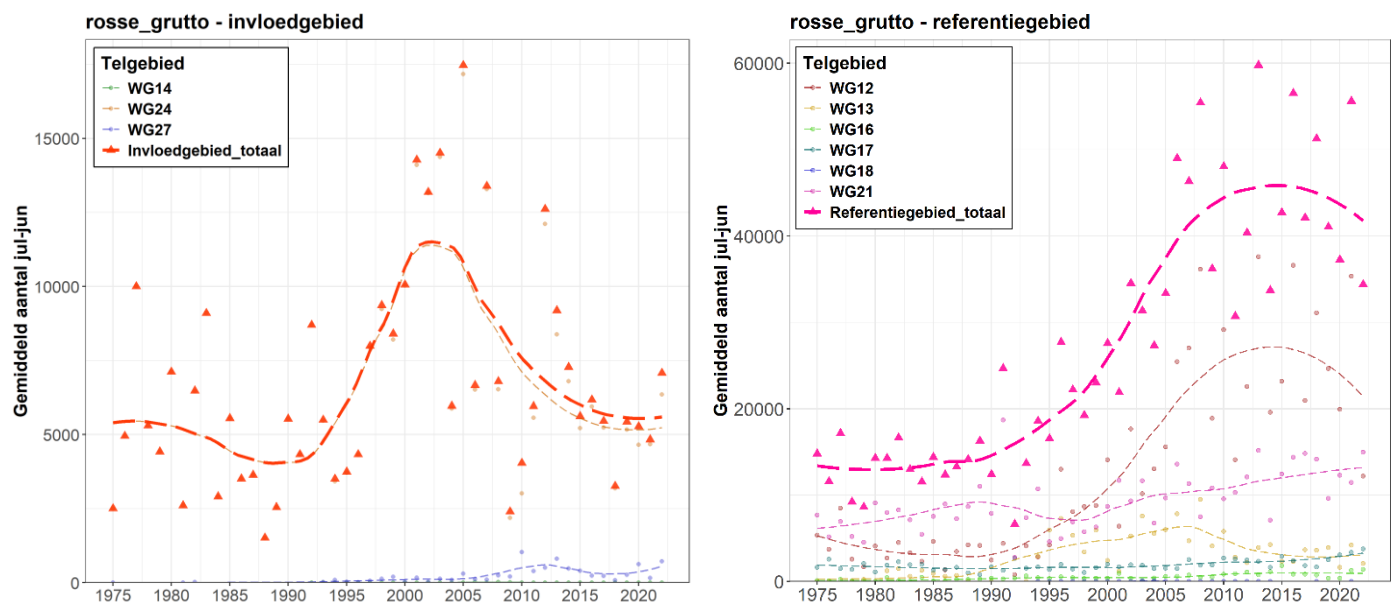 rosse_grutto - invloedgebied
Telgebied
WG14
WG24
WG27
Invloedgebied_totaal
Gemiddeld aantal jul-jun
15000
10000
5000
0
1975 1980 1985 1990 1995 2000 2005 2010 2015 2020
rosse_grutto - referentiegebied
Telgebied
WG12
WG13
WG16
WG17
WG18
WG21
Referentiegebied_totaal
Gemiddeld aantal jul-jun
60000
40000
20000
0
1975 1980 1985 1990 1995 2000 2005 2010 2015 2020